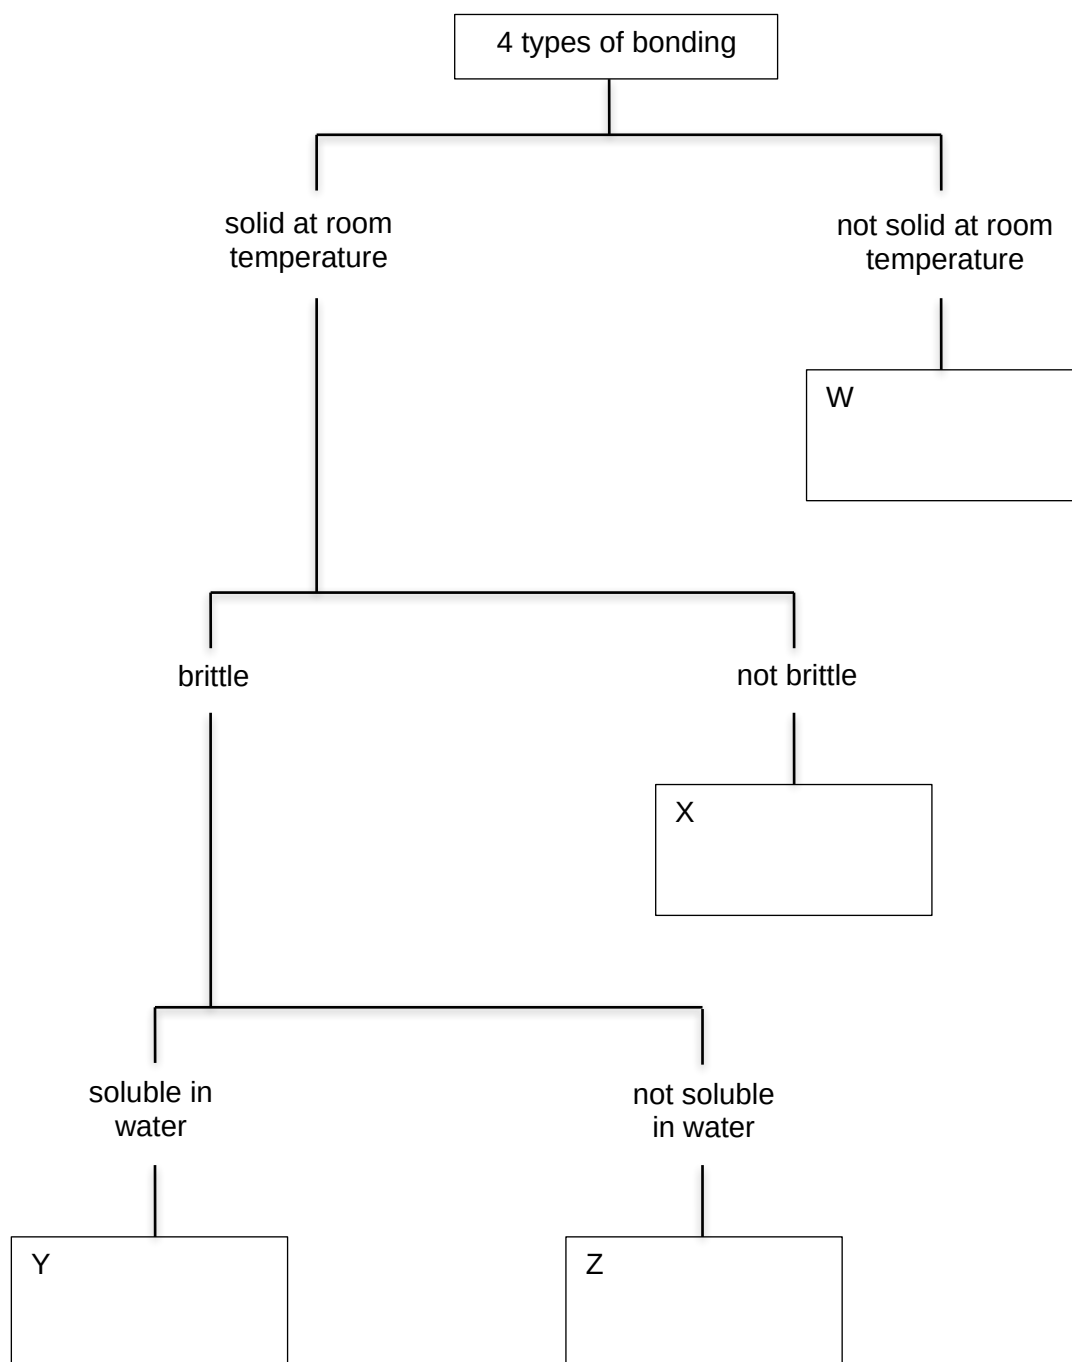 4 types of bonding
solid at room
temperature
not solid at room
temperature
W
brittle
not brittle
X
soluble in
water
not soluble
in water
Y
Z